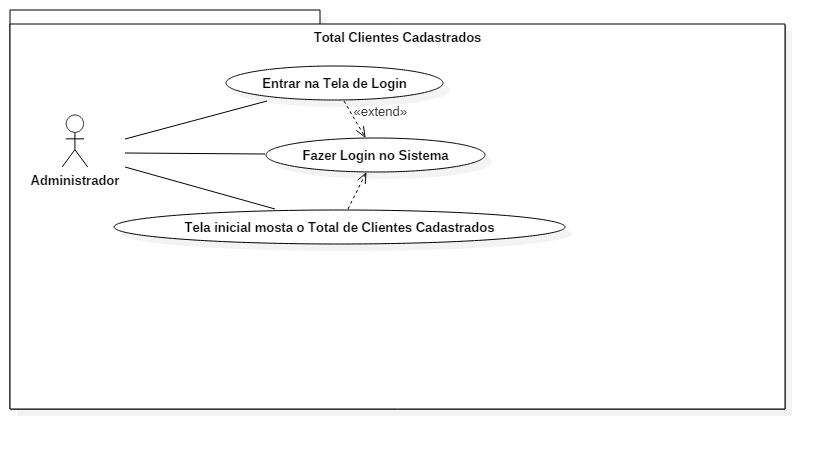 Total Clientes Cadastrados
Entrar na Tela de Login
«extend»
Fazer Login no Sistema
Administrador
Tela inicial mosta o Total de Clientes Cadastrados